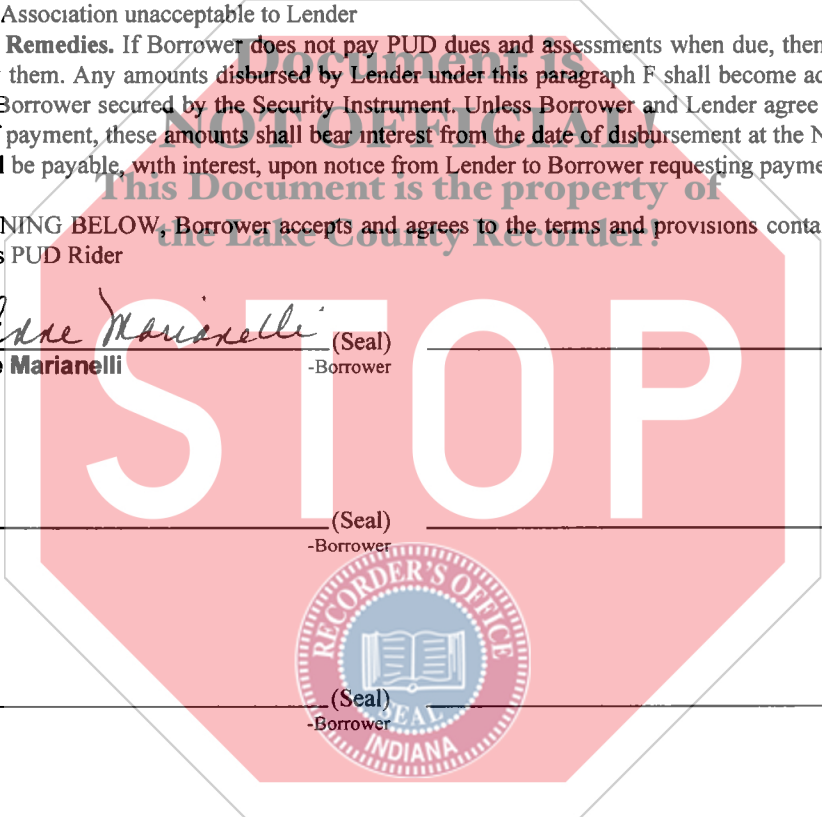 Association unacceptable to Lender
Remedies. If Borrower does not pay PUD dues and assessments when due, then
them. Any amounts disbursed by Lender under this paragraph F shall become ad
Borrower secured by the Security Instrument. Unless Borrower and Lender agree
payment, these amounts shall bear interest from the date of disbursement at the N
be payable, with interest, upon notice from Lender to Borrower requesting payme
NING BELOW, Borrower accepts and agrees to the terms and provisions conta
s PUD Rider
Document is
NOT OFFICIAL!
This Document is the property of
the Lake County Recorder!
STOP
Marianelli (Seal)
e Marianelli -Borrower
(Seal)
-Borrower
RECORDER'S OFFICE
(Seal)
-Borrower
SEAL
INDIANA